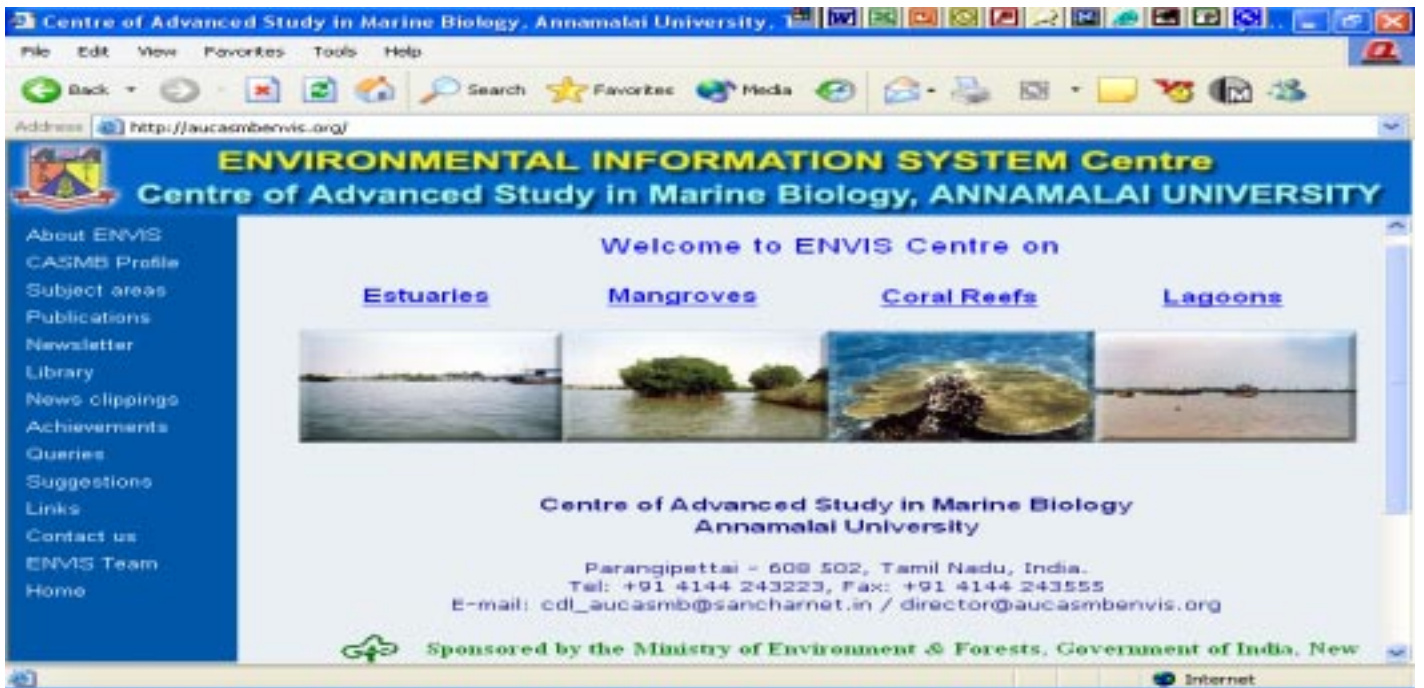 Centre of Advanced Study in Marine Biology, Annamalai University,
File Edit View Favorites Tools Help
Back Search Favorites Media
Address http://aucasmbenvis.org/
ENVIRONMENTAL INFORMATION SYSTEM Centre
Centre of Advanced Study in Marine Biology, ANNAMALAI UNIVERSITY
About ENVIS
CASMB Profile
Subject areas
Publications
Newsletter
Library
News clippings
Achievements
Queries
Suggestions
Links
Contact us
ENVIS Team
Home
Welcome to ENVIS Centre on
Estuaries Mangroves Coral Reefs Lagoons
Centre of Advanced Study in Marine Biology
Annamalai University
Parangipettai - 608 502, Tamil Nadu, India.
Tel: +91 4144 243223, Fax: +91 4144 243555
E-mail: cdl_aucasmb@sancharnet.in / director@aucasmbenvis.org
Sponsored by the Ministry of Environment & Forests, Government of India, New
Internet